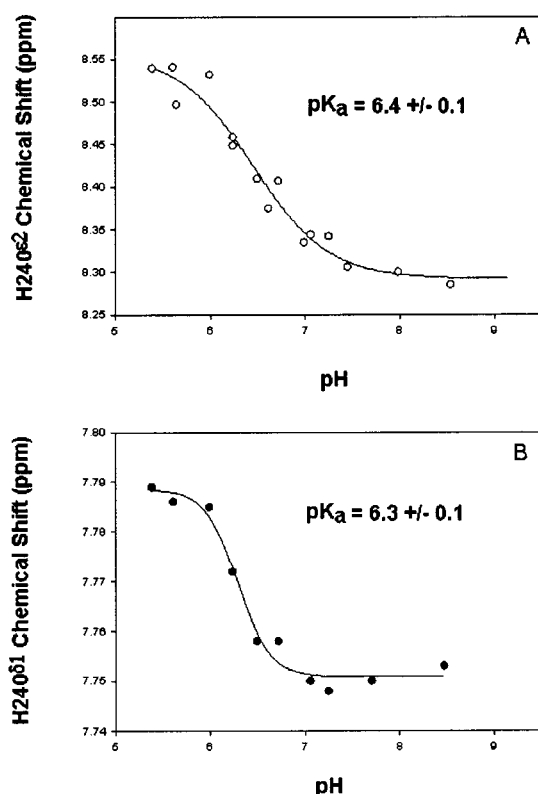 A
8.55
8.50
8.45
8.40
8.35
8.30
8.25
H240ε2 Chemical Shift (ppm)
pKa = 6.4 +/- 0.1
5 6 7 8 9
pH
B
7.80
7.79
7.78
7.77
7.76
7.75
7.74
H240δ1 Chemical Shift (ppm)
pKa = 6.3 +/- 0.1
5 6 7 8 9
pH